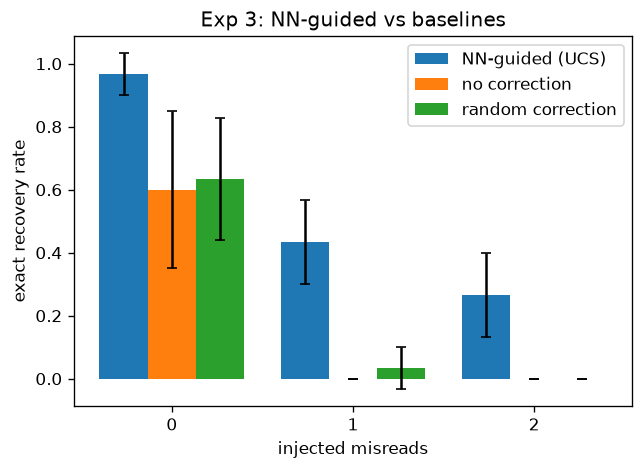 Exp 3: NN-guided vs baselines
NN-guided (UCS)
no correction
random correction
exact recovery rate
1.0
0.8
0.6
0.4
0.2
0.0
0 1 2
injected misreads